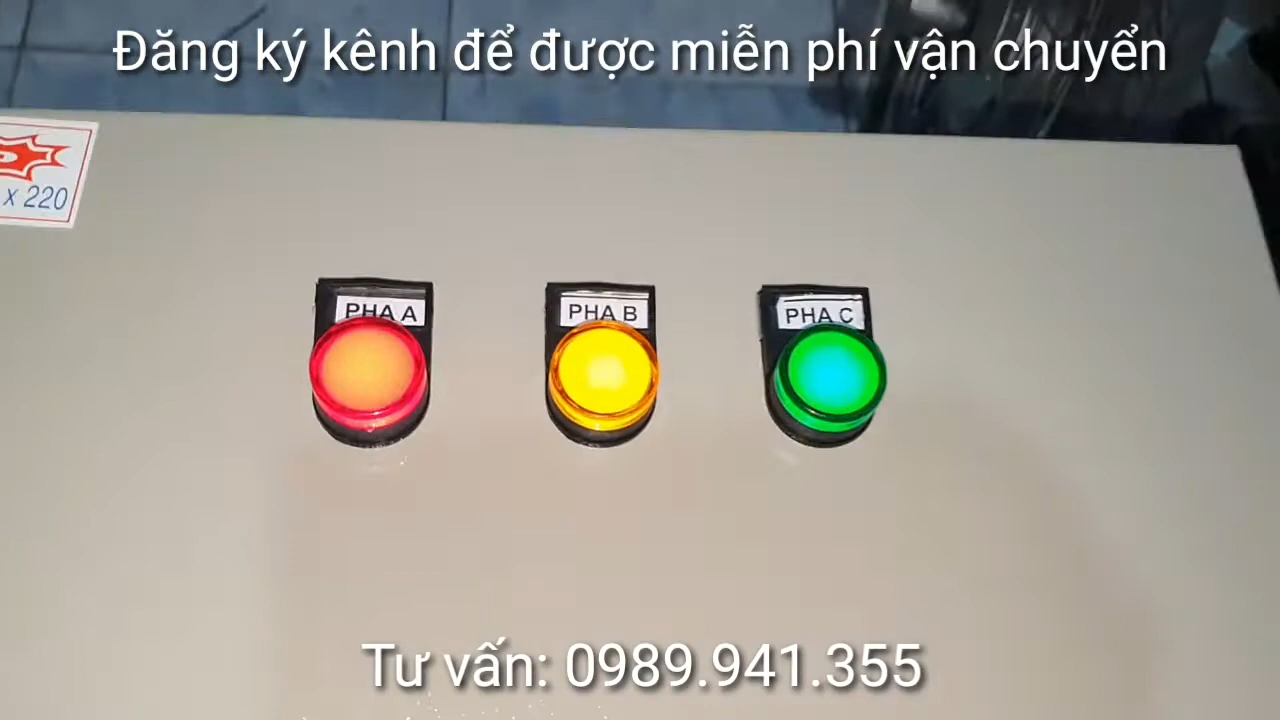 Đăng ký kênh để được miễn phí vận chuyển
x 220
PHA A
PHA B
PHA C
Tư vấn: 0989.941.355